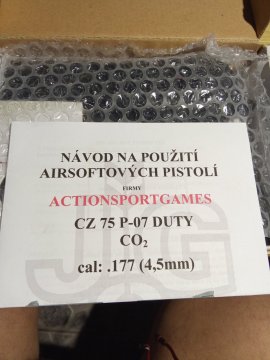 NÁVOD NA POUŽITÍ
AIRSOFTOVÝCH PISTOLÍ
FIRMY
ACTIONSPORTGAMES
CZ 75 P-07 DUTY
CO₂
cal: .177 (4,5mm)